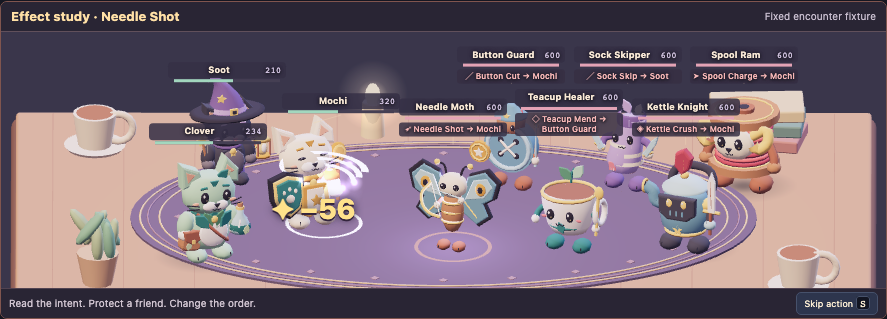 Effect study · Needle Shot
Fixed encounter fixture
Button Guard 600
Button Cut → Mochi
Sock Skipper 600
Sock Skip → Soot
Spool Ram 600
Spool Charge → Mochi
Soot 210
Mochi 320
Clover 234
Needle Moth 600
Needle Shot → Mochi
Teacup Healer 600
Teacup Mend →
Button Guard
Kettle Knight 600
Kettle Crush → Mochi
–56
Read the intent. Protect a friend. Change the order.
Skip action S